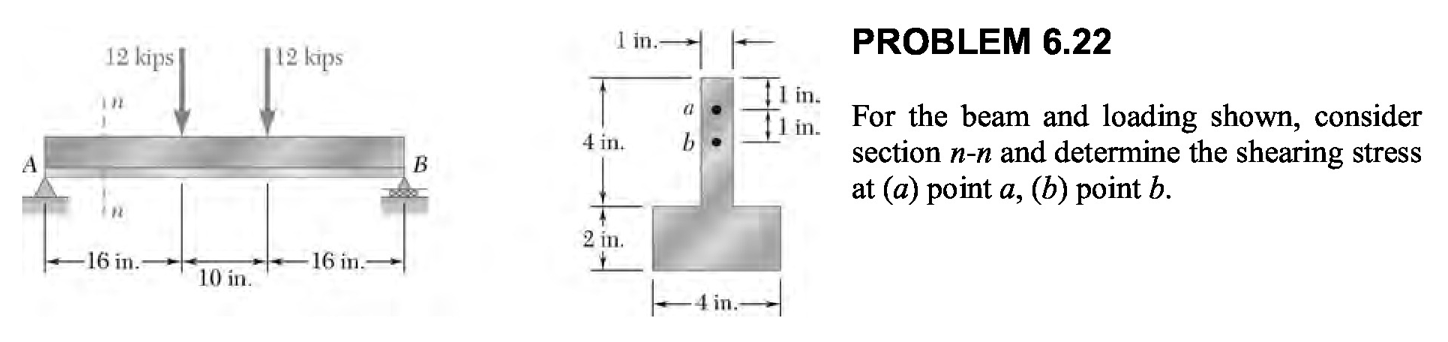 12 kips
12 kips
n
A
B
n
16 in.
10 in.
16 in.
1 in.
a
1 in.
b
1 in.
4 in.
2 in.
4 in.
PROBLEM 6.22
For the beam and loading shown, consider
section n-n and determine the shearing stress
at (a) point a, (b) point b.